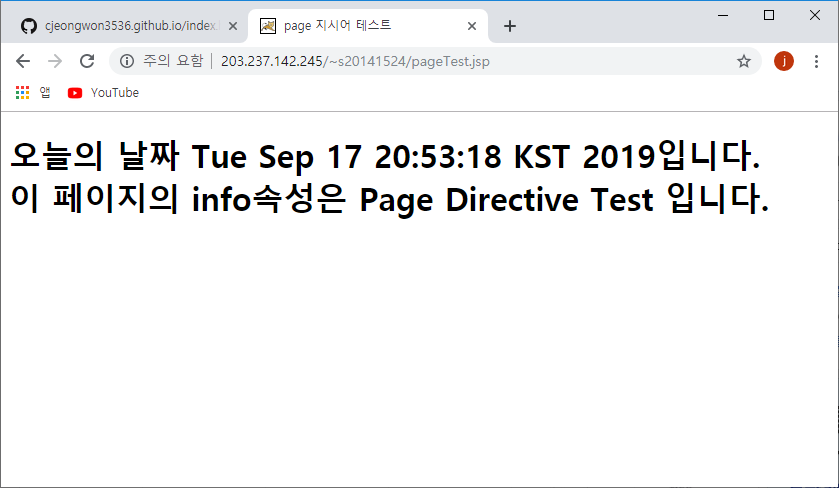 cjeongwon3536.github.io/index.
page 지시어 테스트
주의 요함 | 203.237.142.245/~s20141524/pageTest.jsp
j
앱
YouTube
오늘의 날짜 Tue Sep 17 20:53:18 KST 2019입니다.
이 페이지의 info속성은 Page Directive Test 입니다.